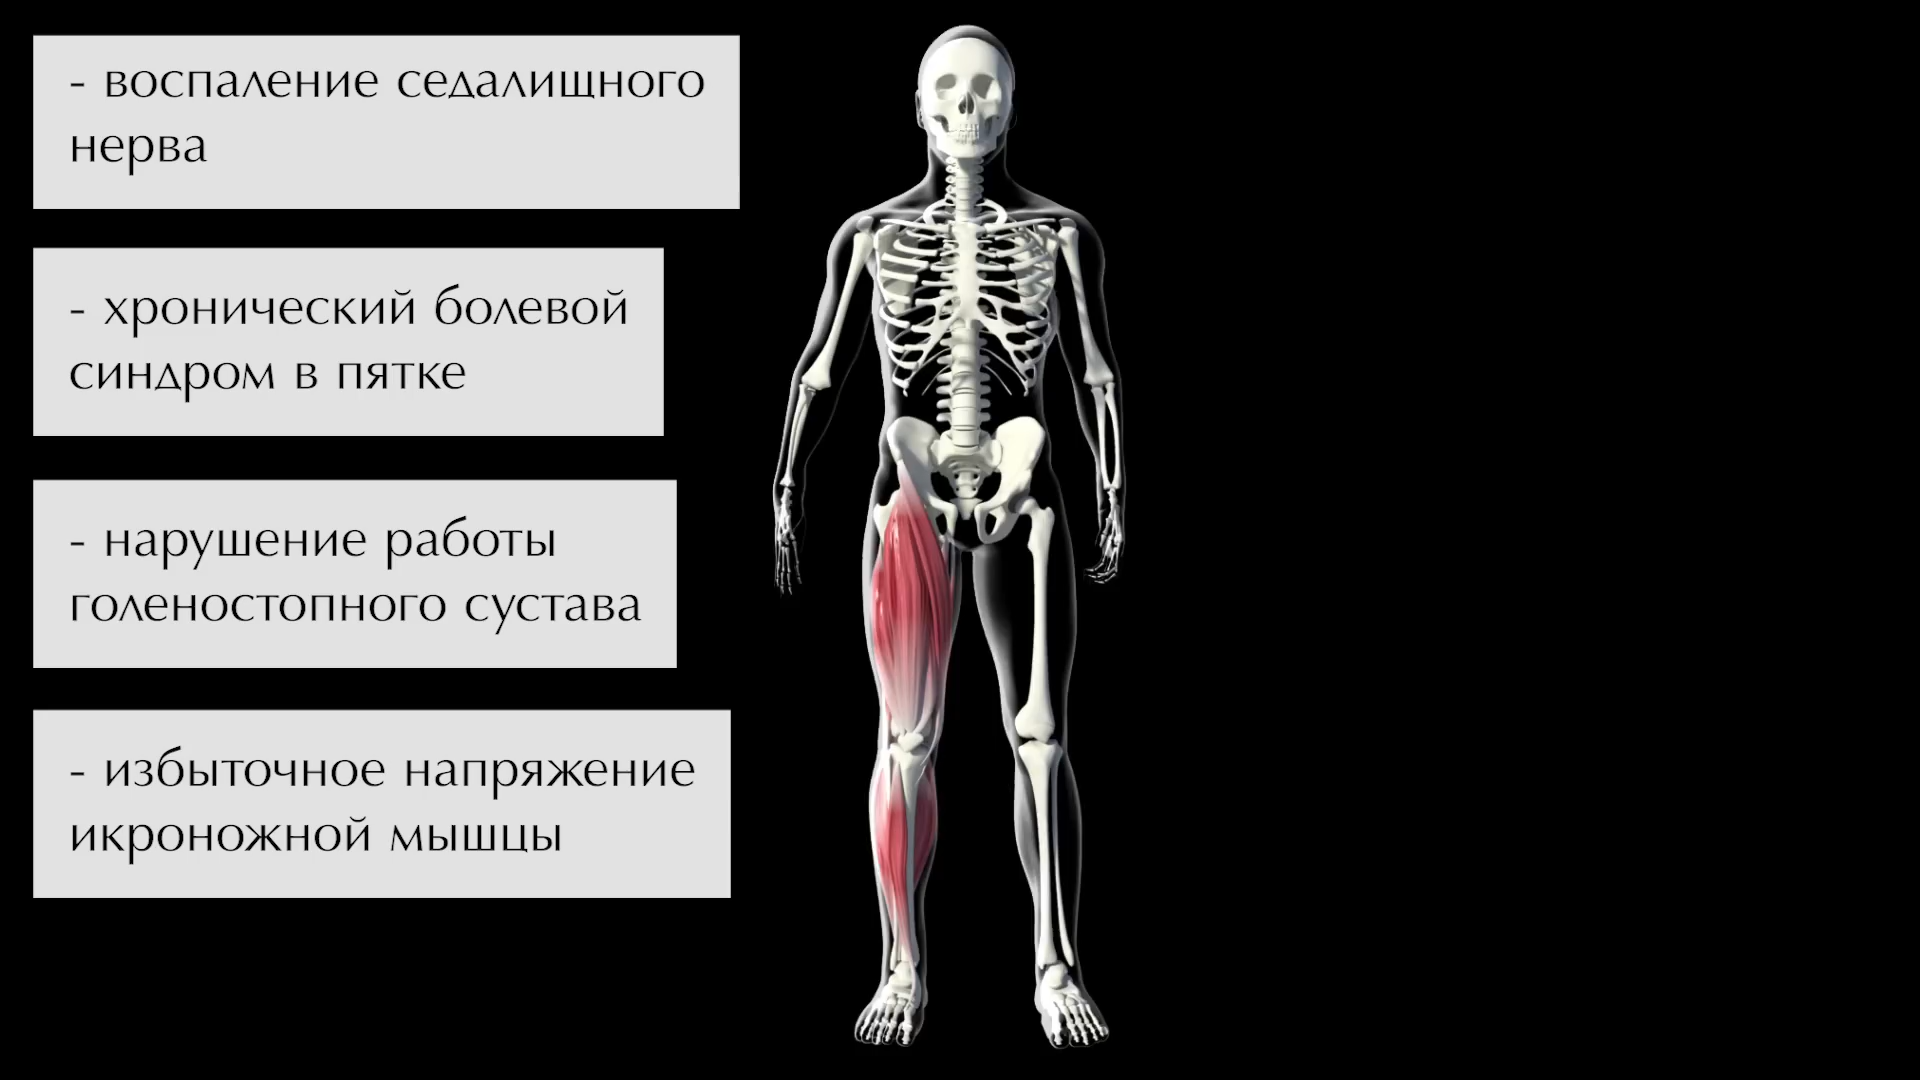 - воспаление седалищного
нерва
- хронический болевой
синдром в пятке
- нарушение работы
голеностопного сустава
- избыточное напряжение
икроножной мышцы